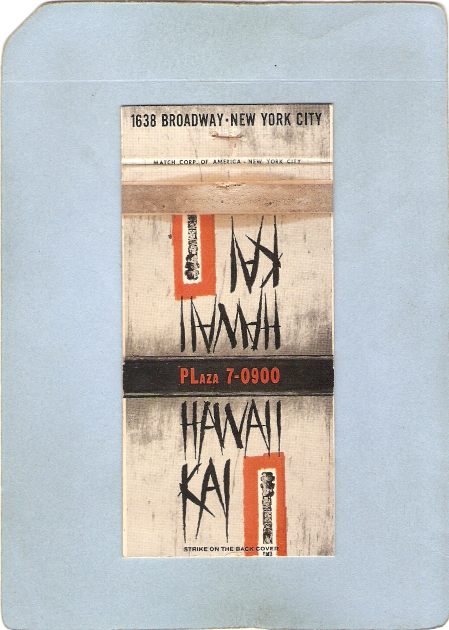 1638 BROADWAY · NEW YORK CITY
MATCH CORP. OF AMERICA · NEW YORK CITY
KAI
HAWAII
PLAZA 7-0900
HAWAII
KAI
STRIKE ON THE BACK COVER